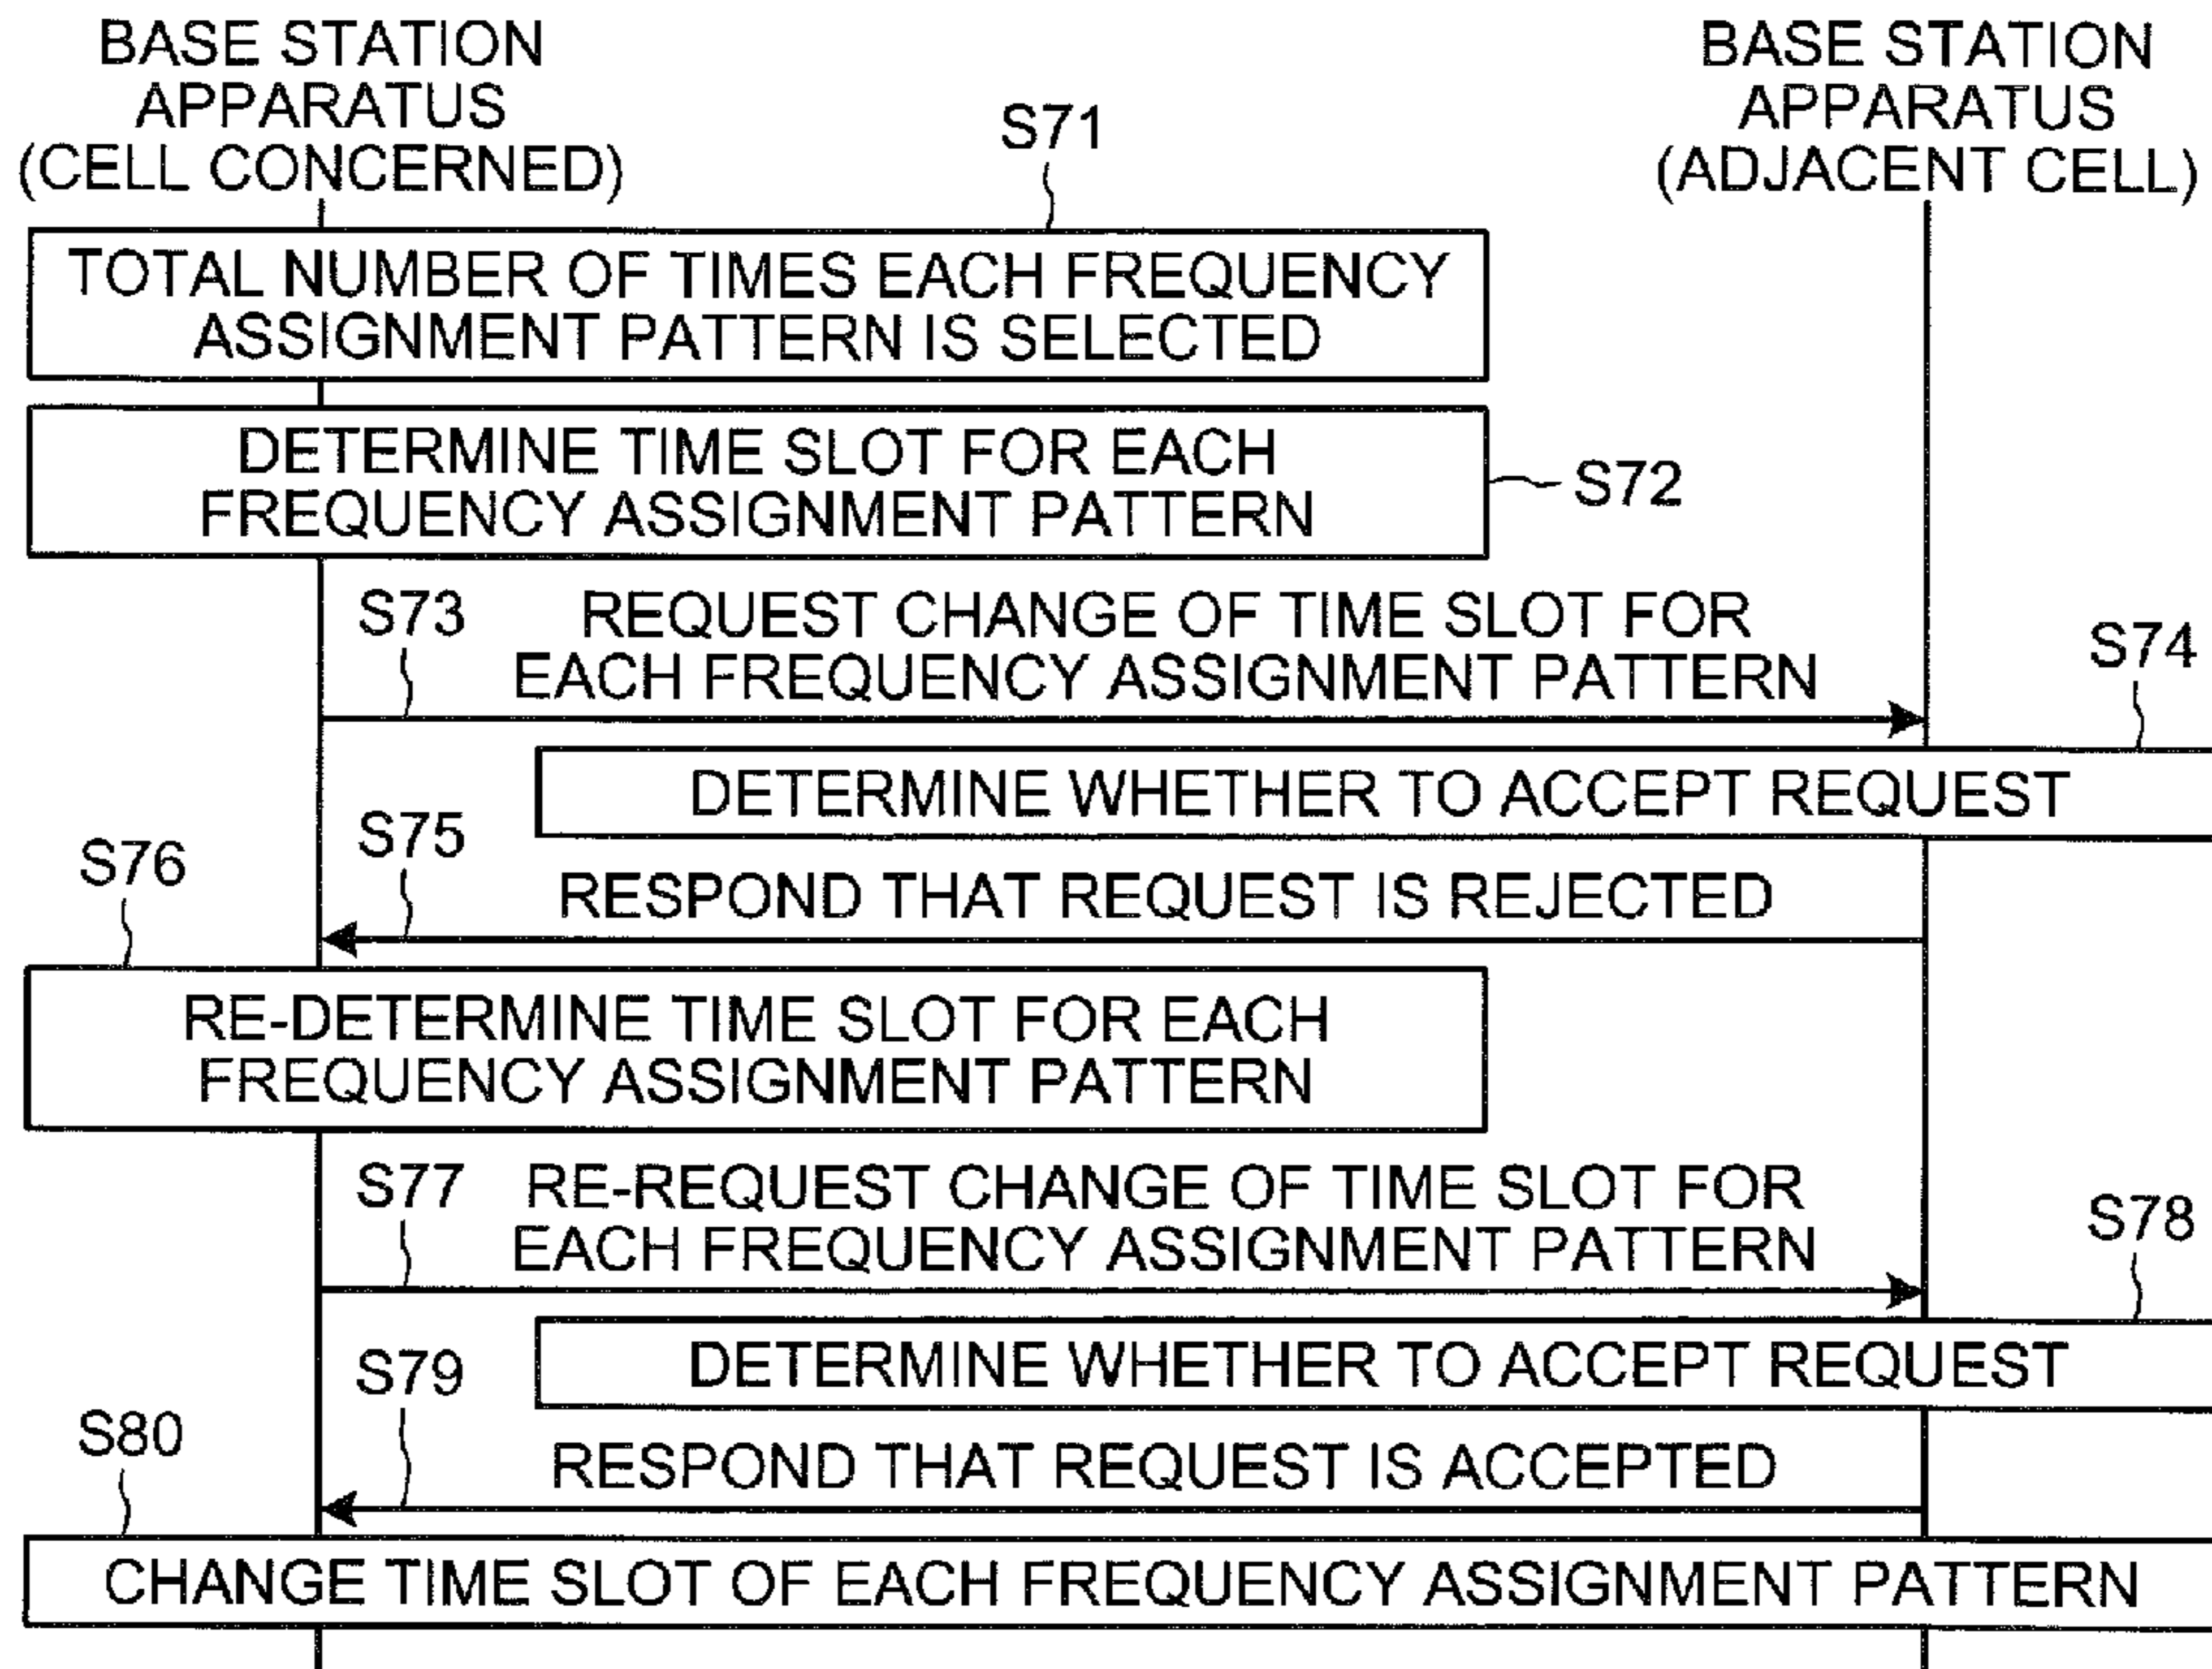 BASE STATION
APPARATUS
(CELL CONCERNED)
BASE STATION
APPARATUS
(ADJACENT CELL)
S71
TOTAL NUMBER OF TIMES EACH FREQUENCY
ASSIGNMENT PATTERN IS SELECTED
DETERMINE TIME SLOT FOR EACH
FREQUENCY ASSIGNMENT PATTERN
S72
S73
REQUEST CHANGE OF TIME SLOT FOR
EACH FREQUENCY ASSIGNMENT PATTERN
S74
DETERMINE WHETHER TO ACCEPT REQUEST
S75
RESPOND THAT REQUEST IS REJECTED
S76
RE-DETERMINE TIME SLOT FOR EACH
FREQUENCY ASSIGNMENT PATTERN
S77
RE-REQUEST CHANGE OF TIME SLOT FOR
EACH FREQUENCY ASSIGNMENT PATTERN
S78
DETERMINE WHETHER TO ACCEPT REQUEST
S79
RESPOND THAT REQUEST IS ACCEPTED
S80
CHANGE TIME SLOT OF EACH FREQUENCY ASSIGNMENT PATTERN